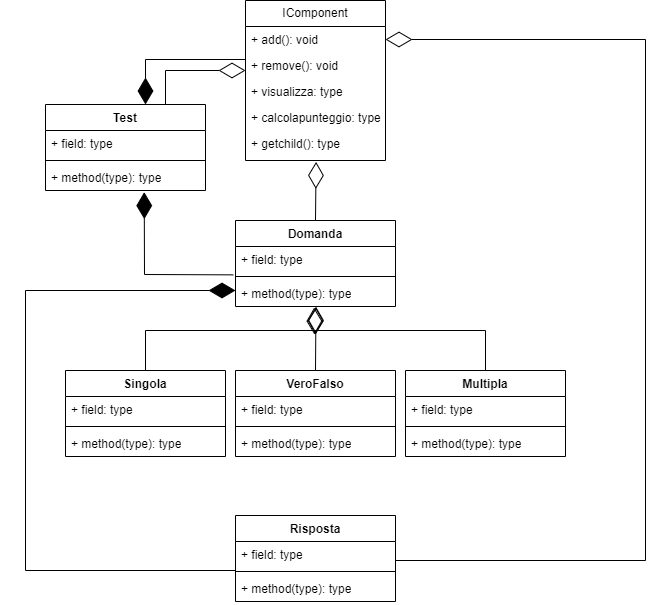 IComponent
+ add(): void
+ remove(): void
+ visualizza: type
+ calcolapunteggio: type
+ getchild(): type
Test
+ field: type
+ method(type): type
Domanda
+ field: type
+ method(type): type
Singola
+ field: type
+ method(type): type
VeroFalso
+ field: type
+ method(type): type
Multipla
+ field: type
+ method(type): type
Risposta
+ field: type
+ method(type): type